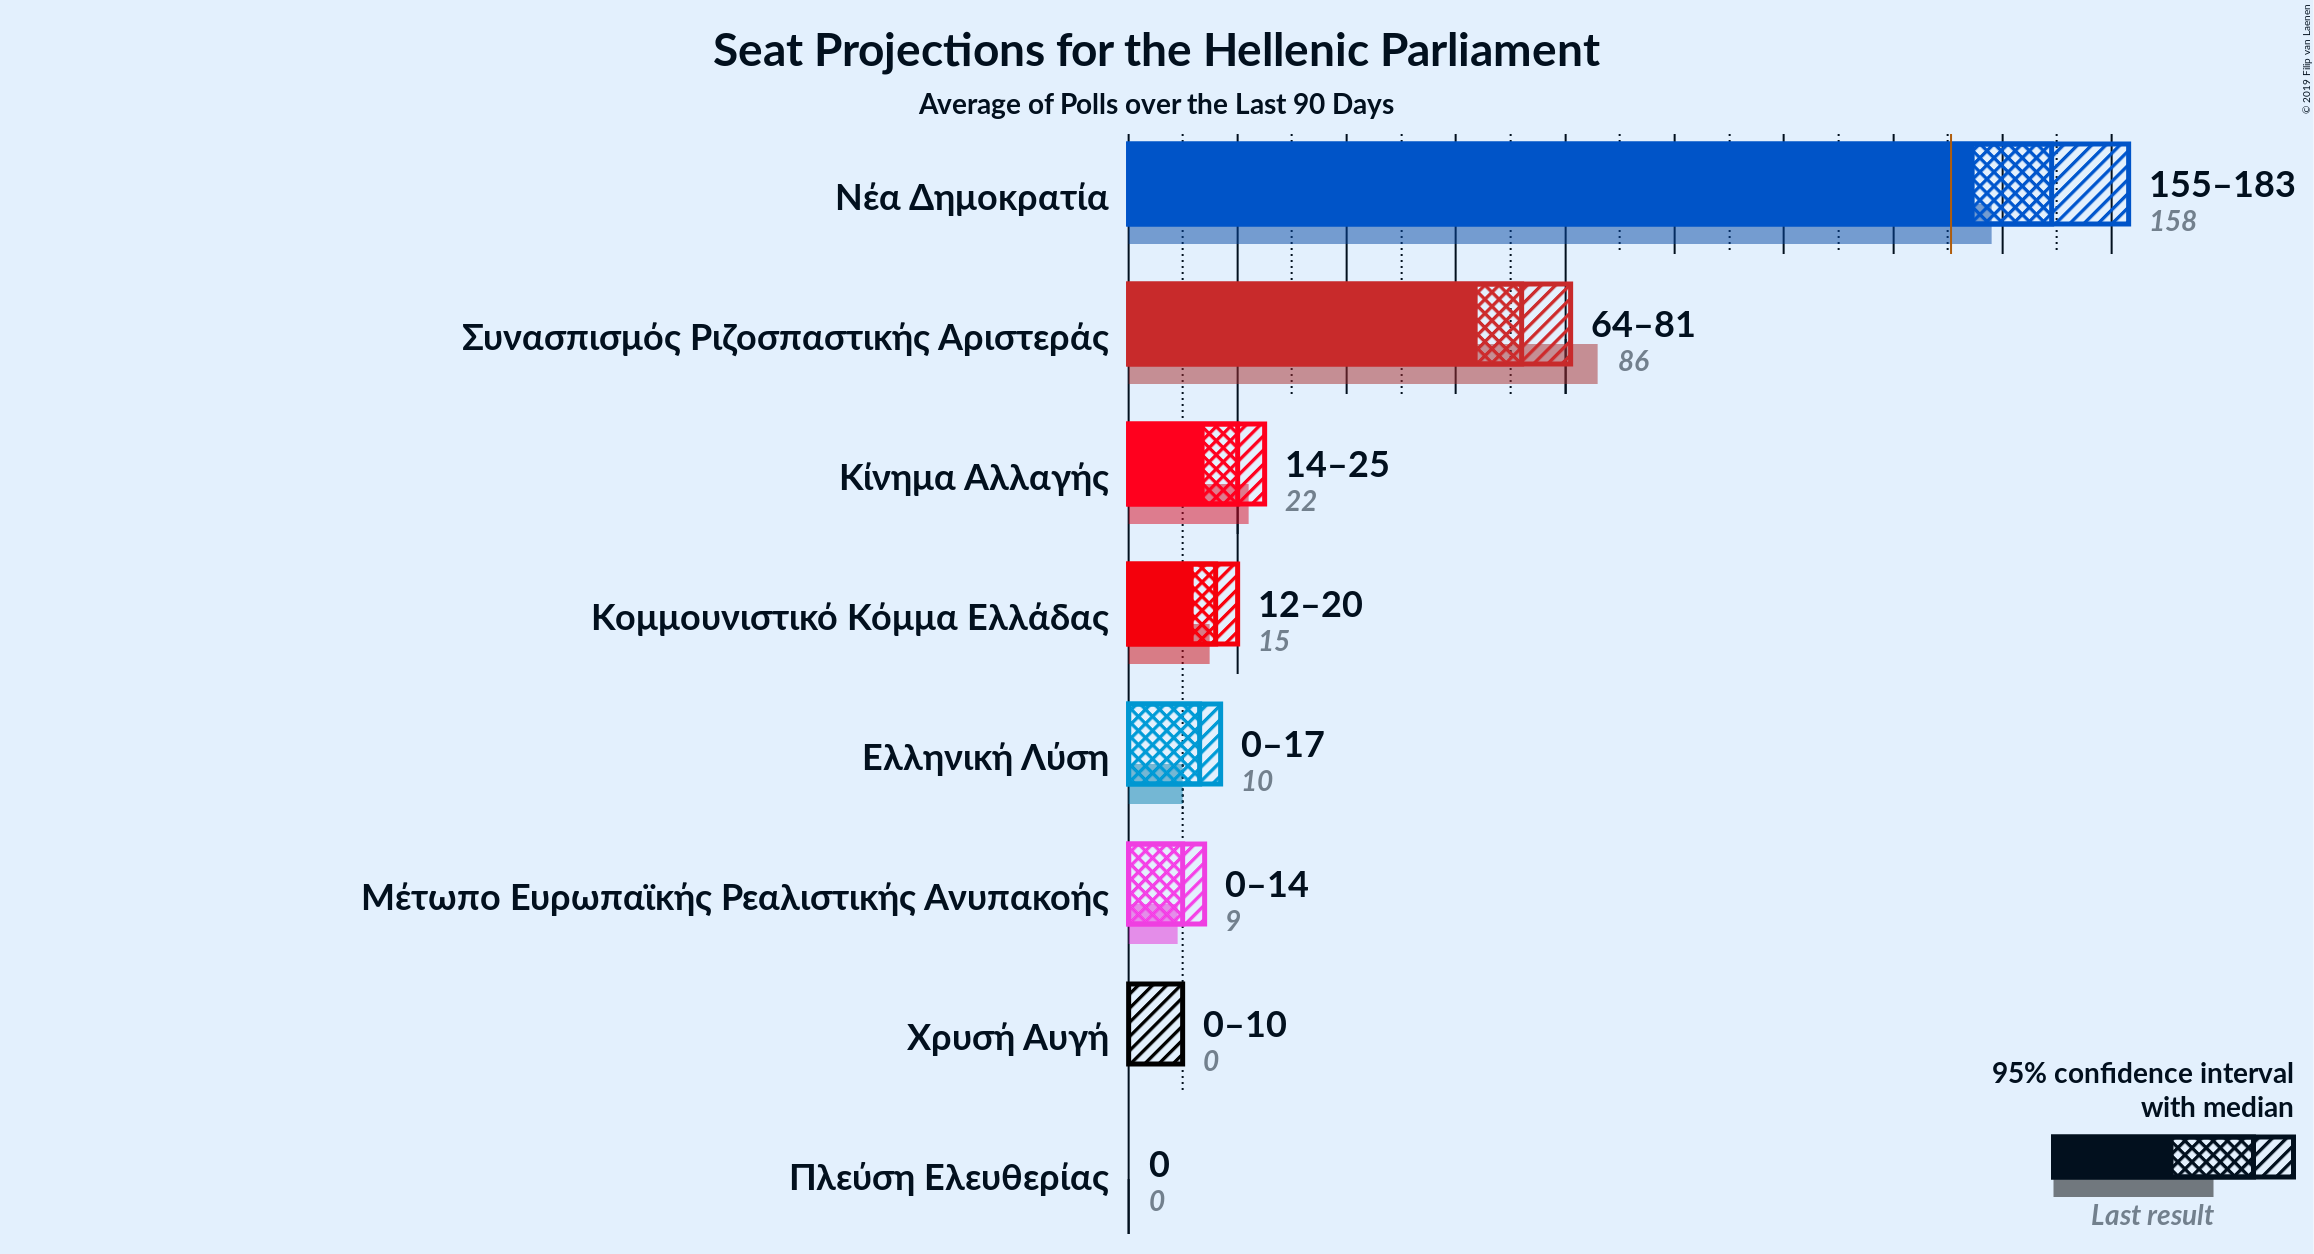 © 2019 Filip van Laenen
Seat Projections for the Hellenic Parliament
Average of Polls over the Last 90 Days
Νέα Δημοκρατία
155–183
158
Συνασπισμός Ριζοσπαστικής Αριστεράς
64–81
86
Κίνημα Αλλαγής
14–25
22
Κομμουνιστικό Κόμμα Ελλάδας
12–20
15
Ελληνική Λύση
0–17
10
Μέτωπο Ευρωπαϊκής Ρεαλιστικής Ανυπακοής
0–14
9
Χρυσή Αυγή
0–10
0
Πλεύση Ελευθερίας
0
0
95% confidence interval
with median
Last result